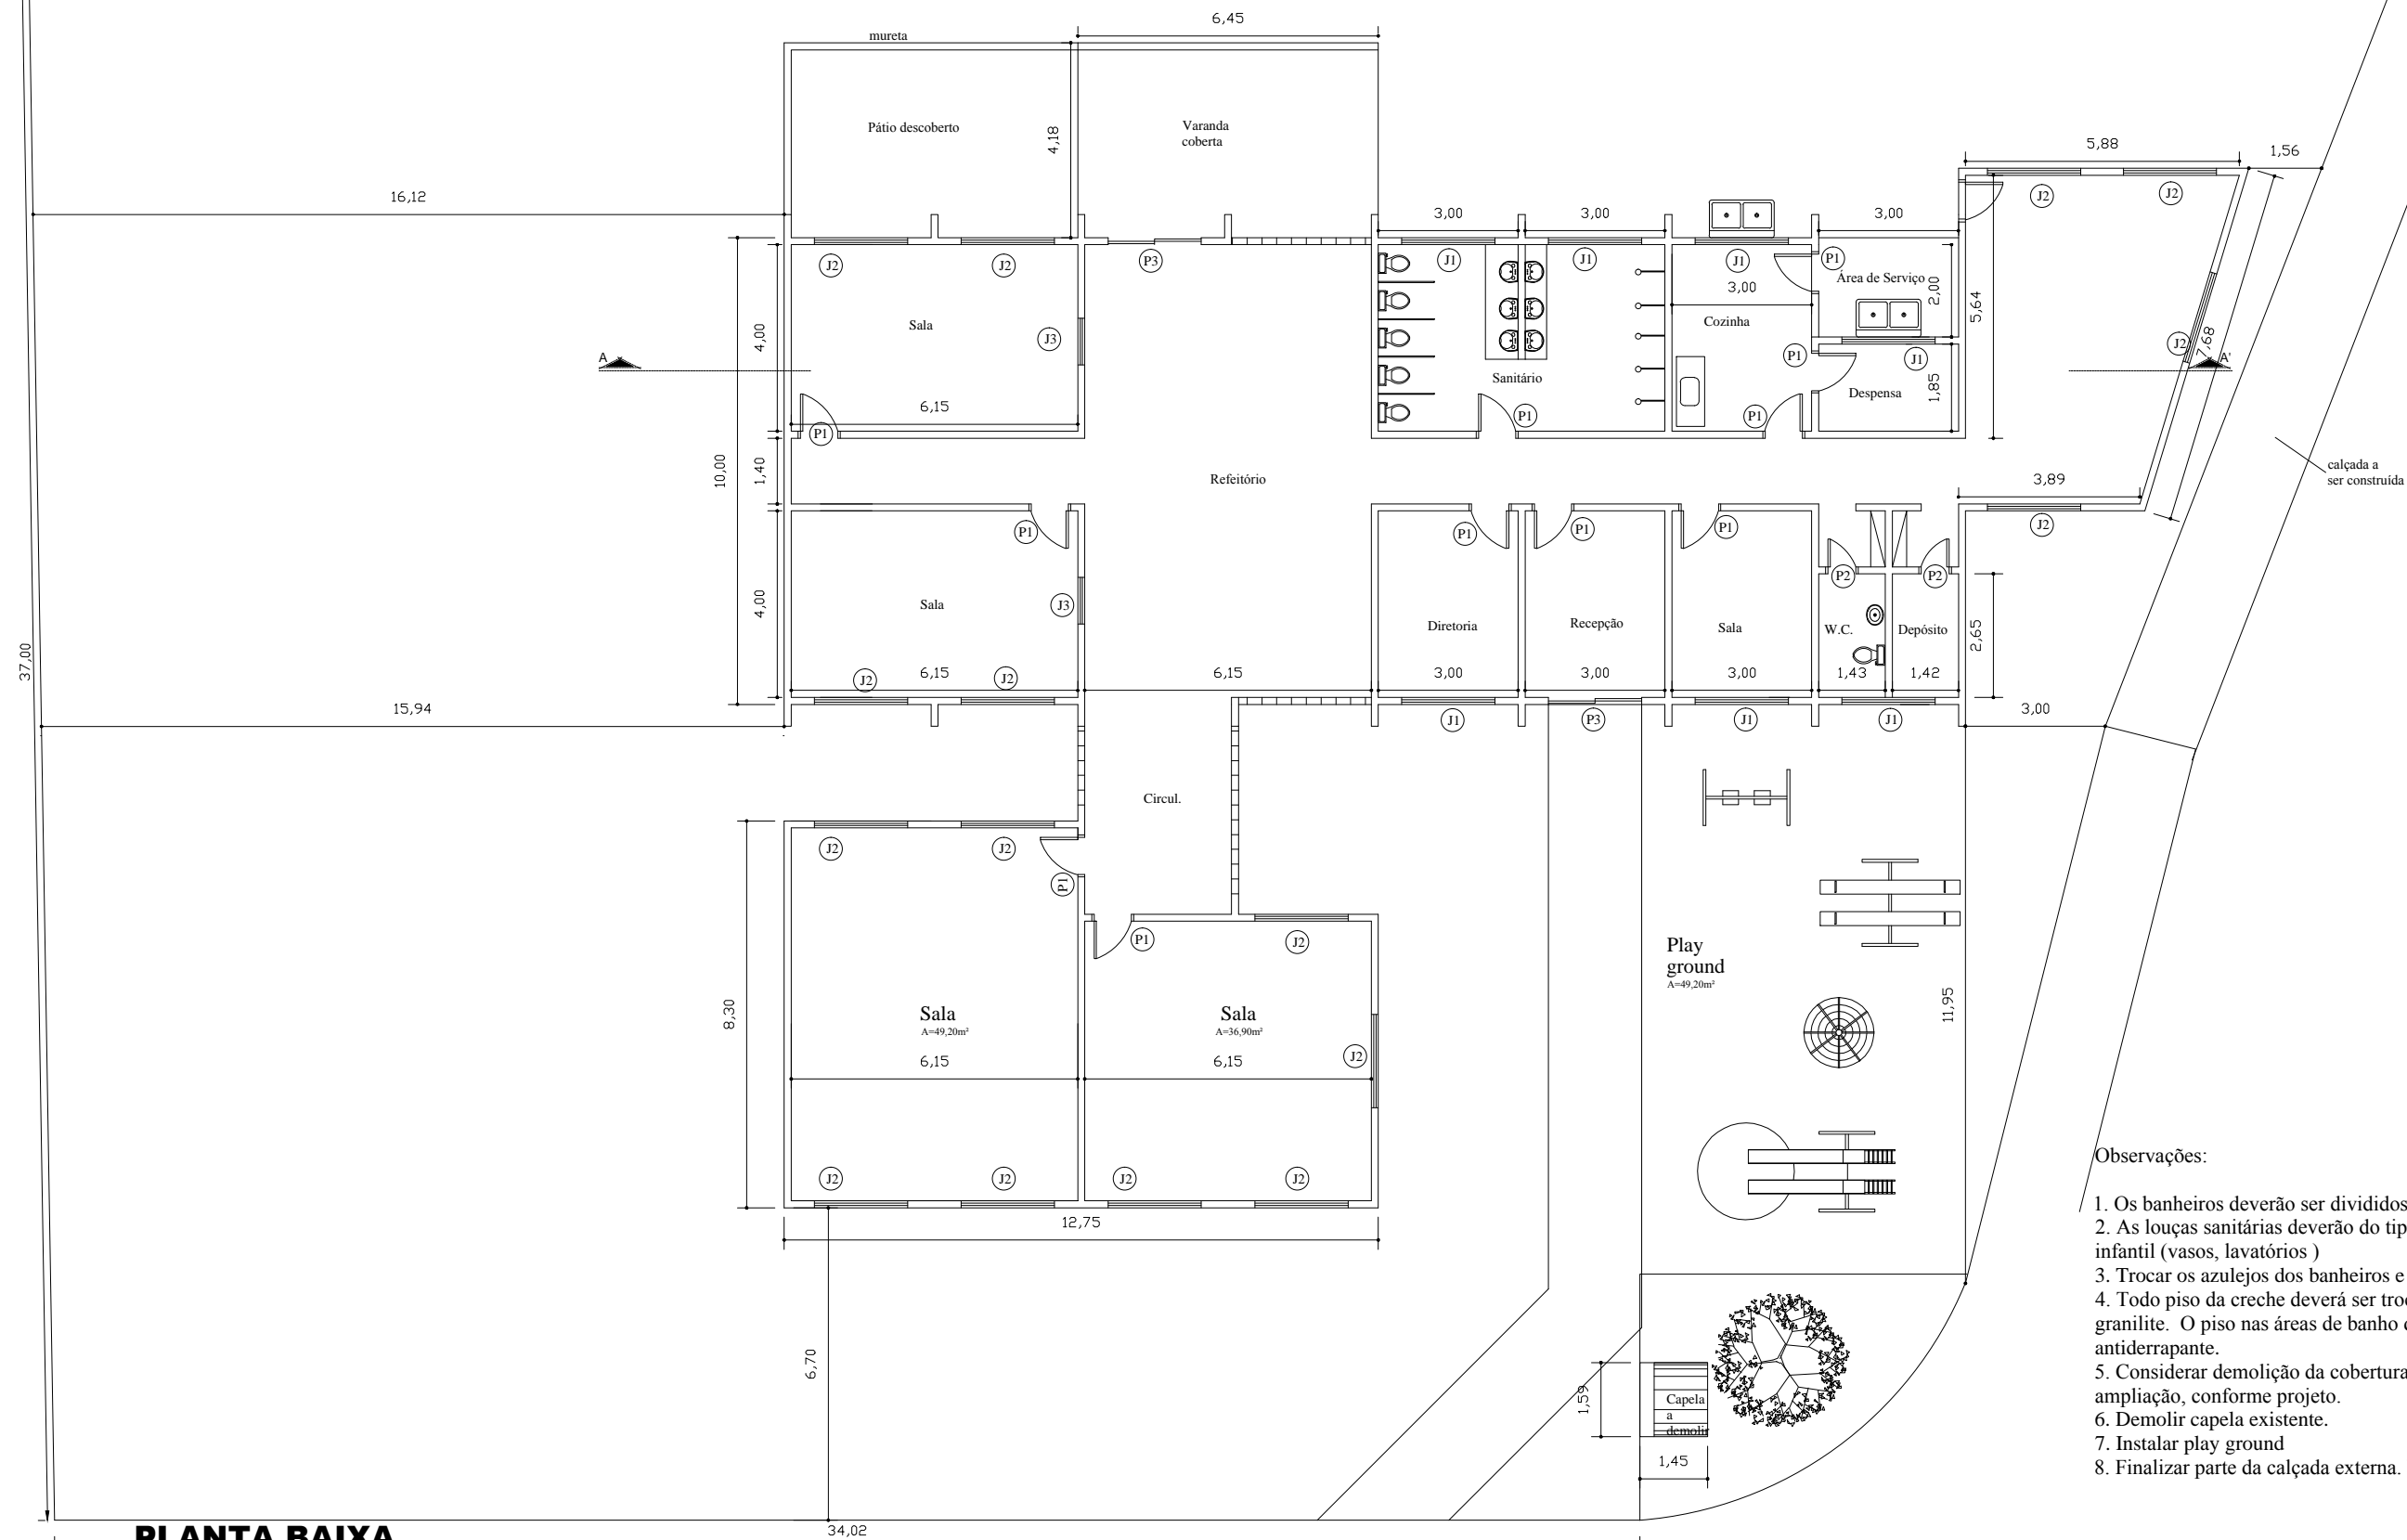 6,45
mureta
Pátio descoberto
4,18
Varanda
coberta
5,88
1,56
16,12
3,00
3,00
3,00
J2
J2
J2
J2
P3
J1
J1
J1
P1
Área de Serviço
2,00
5,64
3,00
Cozinha
Sala
J3
4,00
A
J2
7,68
A'
P1
J1
Sanitário
Despensa
1,85
6,15
P1
P1
P1
10,00
1,40
Refeitório
3,89
calçada a
ser construída
J2
P1
P1
P1
P1
P2
P2
4,00
Sala
J3
Diretoria
Recepção
Sala
W.C.
Depósito
2,65
37,00
J2
6,15
J2
6,15
3,00
3,00
3,00
1,43
1,42
15,94
J1
P3
J1
J1
3,00
Circul.
J2
J2
P1
P1
J2
Play
ground
A=49,20m²
8,30
Sala
A=49,20m²
Sala
A=36,90m²
11,95
6,15
6,15
J2
J2
J2
J2
J2
12,75
6,70
1,59
Capela
a
demolir
1,45
Observações:
1. Os banheiros deverão ser divididos
2. As louças sanitárias deverão do tip
infantil (vasos, lavatórios )
3. Trocar os azulejos dos banheiros e
4. Todo piso da creche deverá ser troc
granilite. O piso nas áreas de banho d
antiderrapante.
5. Considerar demolição da cobertura
ampliação, conforme projeto.
6. Demolir capela existente.
7. Instalar play ground
8. Finalizar parte da calçada externa.
PLANTA BAIXA
34,02